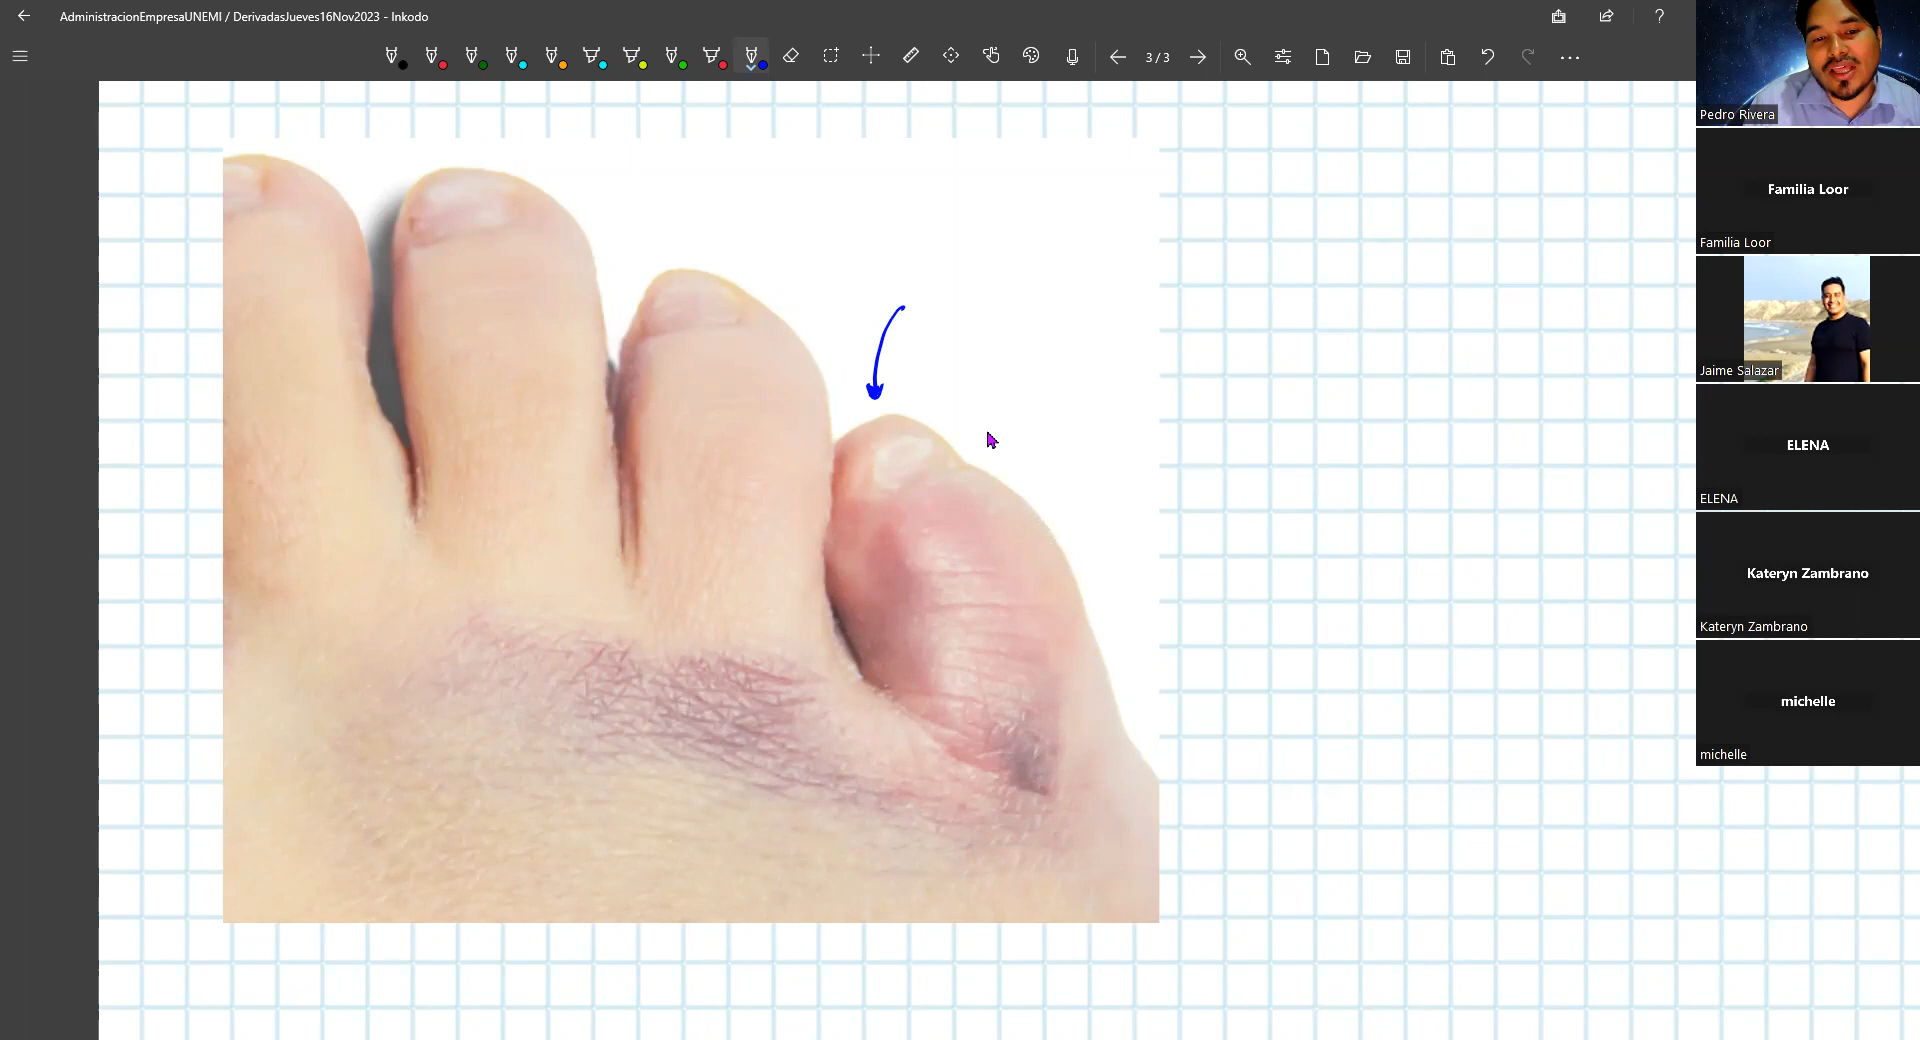 AdministracionEmpresaUNEMI / DerivadasJueves16Nov2023 - Inkodo
?
3 / 3
Pedro Rivera
Familia Loor
Familia Loor
Jaime Salazar
ELENA
ELENA
Kateryn Zambrano
Kateryn Zambrano
michelle
michelle